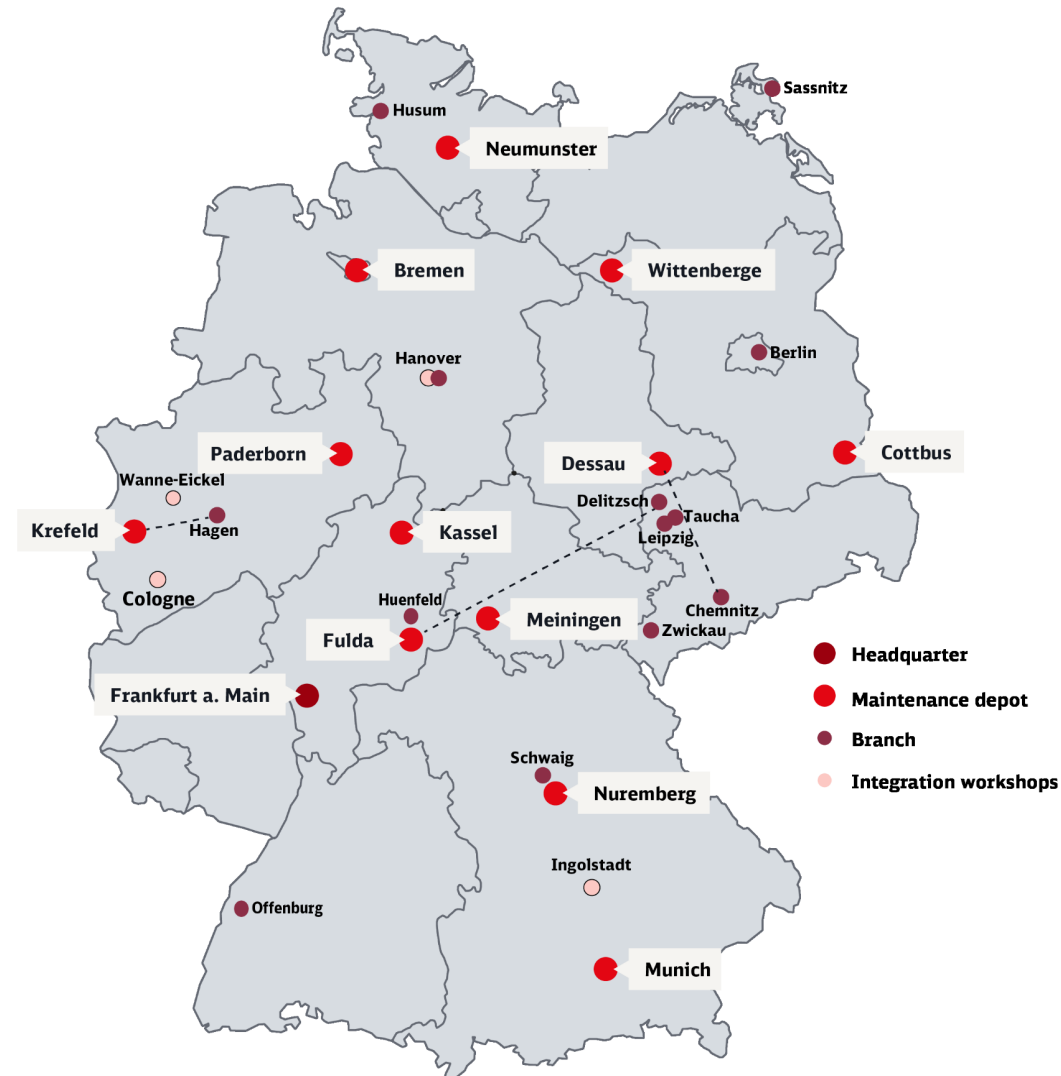 Sassnitz
Husum
Neumunster
Bremen
Wittenberge
Hanover
Berlin
Paderborn
Dessau
Cottbus
Wanne-Eickel
Delitzsch
Krefeld
Hagen
Kassel
Taucha
Leipzig
Cologne
Huenfeld
Chemnitz
Meiningen
Zwickau
Fulda
Headquarter
Frankfurt a. Main
Maintenance depot
Branch
Schwaig
Integration workshops
Nuremberg
Ingolstadt
Offenburg
Munich